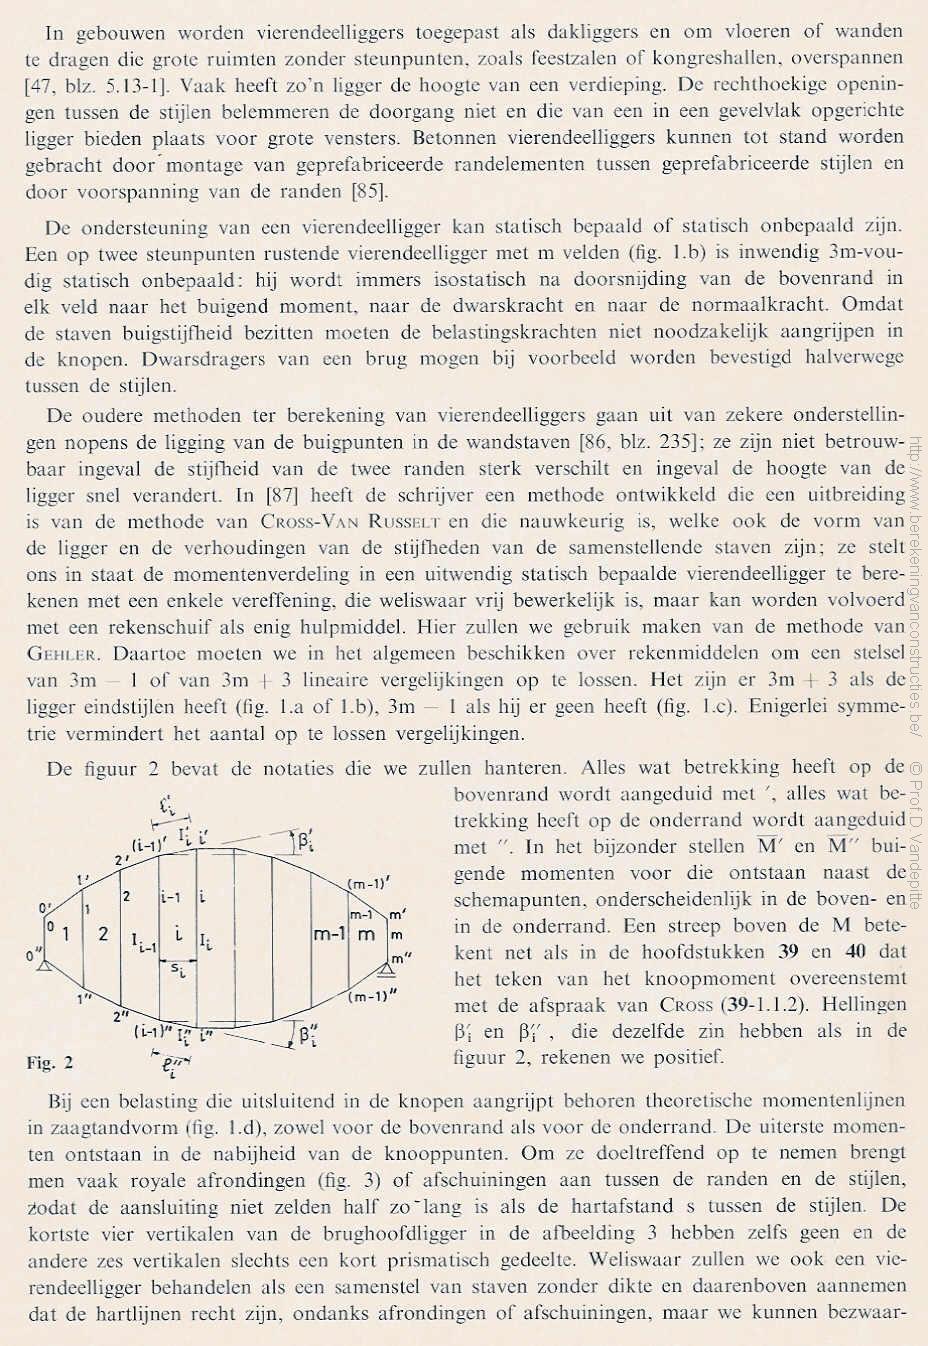 In gebouwen worden vierendeelliggers toegepast als dakliggers en om vloeren of wanden
te dragen die grote ruimten zonder steunpunten, zoals feestzalen of kongreshallen, overspannen
[47, blz. 5.13-1]. Vaak heeft zo'n ligger de hoogte van een verdieping. De rechthoekige openin-
gen tussen de stijlen belemmeren de doorgang niet en die van een in een gevelvlak opgerichte
ligger bieden plaats voor grote vensters. Betonnen vierendeelliggers kunnen tot stand worden
gebracht door montage van geprefabriceerde randelementen tussen geprefabriceerde stijlen en
door voorspanning van de randen [85].
De ondersteuning van een vierendeelligger kan statisch bepaald of statisch onbepaald zijn.
Een op twee steunpunten rustende vierendeelligger met m velden (fig. 1.b) is inwendig 3m-vou-
dig statisch onbepaald: hij wordt immers isostatisch na doorsnijding van de bovenrand in
elk veld naar het buigend moment, naar de dwarskracht en naar de normaalkracht. Omdat
de staven buigstijfheid bezitten moeten de belastingskrachten niet noodzakelijk aangrijpen in
de knopen. Dwarsdragers van een brug mogen bij voorbeeld worden bevestigd halverwege
tussen de stijlen.
De oudere methoden ter berekening van vierendeelliggers gaan uit van zekere onderstellin-
gen nopens de ligging van de buigpunten in de wandstaven [86, blz. 235]; ze zijn niet betrouw-
baar ingeval de stijfheid van de twee randen sterk verschilt en ingeval de hoogte van de
ligger snel verandert. In [87] heeft de schrijver een methode ontwikkeld die een uitbreiding
is van de methode van CROSS-VAN RUSSELT en die nauwkeurig is, welke ook de vorm van
de ligger en de verhoudingen van de stijfheden van de samenstellende staven zijn; ze stelt
ons in staat de momentenverdeling in een uitwendig statisch bepaalde vierendeelligger te bere-
kenen met een enkele vereffening, die weliswaar vrij bewerkelijk is, maar kan worden volvoerd
met een rekenschuif als enig hulpmiddel. Hier zullen we gebruik maken van de methode van
GEHLER. Daartoe moeten we in het algemeen beschikken over rekenmiddelen om een stelsel
van 3m – 1 of van 3m + 3 lineaire vergelijkingen op te lossen. Het zijn er 3m + 3 als de
ligger eindstijlen heeft (fig. 1.a of 1.b), 3m – 1 als hij er geen heeft (fig. 1.c). Enigerlei symme-
trie vermindert het aantal op te lossen vergelijkingen.
De figuur 2 bevat de notaties die we zullen hanteren. Alles wat betrekking heeft op de
bovenrand wordt aangeduid met ′, alles wat be-
trekking heeft op de onderrand wordt aangeduid
met ″. In het bijzonder stellen M̅′ en M̅″ bui-
gende momenten voor die ontstaan naast de
schemapunten, onderscheidenlijk in de boven- en
in de onderrand. Een streep boven de M bete-
kent net als in de hoofdstukken 39 en 40 dat
het teken van het knoopmoment overeenstemt
met de afspraak van CROSS (39-1.1.2). Hellingen
β′i en β″i , die dezelfde zin hebben als in de
figuur 2, rekenen we positief.
ℓ′i
(i-1)′ I′i i′ β′i
2′
1′ (m-1)′
0′ 2 i-1 i m-1 m′
0 1 1 2 Ii-1 i Ii m-1 m m
si
0″ m″
1″ (m-1)″
2″
(i-1)″ I″i i″ β″i
ℓ″i
Fig. 2
Bij een belasting die uitsluitend in de knopen aangrijpt behoren theoretische momentenlijnen
in zaagtandvorm (fig. 1.d), zowel voor de bovenrand als voor de onderrand. De uiterste momen-
ten ontstaan in de nabijheid van de knooppunten. Om ze doeltreffend op te nemen brengt
men vaak royale afrondingen (fig. 3) of afschuiningen aan tussen de randen en de stijlen,
zodat de aansluiting niet zelden half zo lang is als de hartafstand s tussen de stijlen. De
kortste vier vertikalen van de brughoofdligger in de afbeelding 3 hebben zelfs geen en de
andere zes vertikalen slechts een kort prismatisch gedeelte. Weliswaar zullen we ook een vie-
rendeelligger behandelen als een samenstel van staven zonder dikte en daarenboven aannemen
dat de hartlijnen recht zijn, ondanks afrondingen of afschuiningen, maar we kunnen bezwaar-
http://www.berekeningvanconstructies.be/ © Prof D. Vandepitte